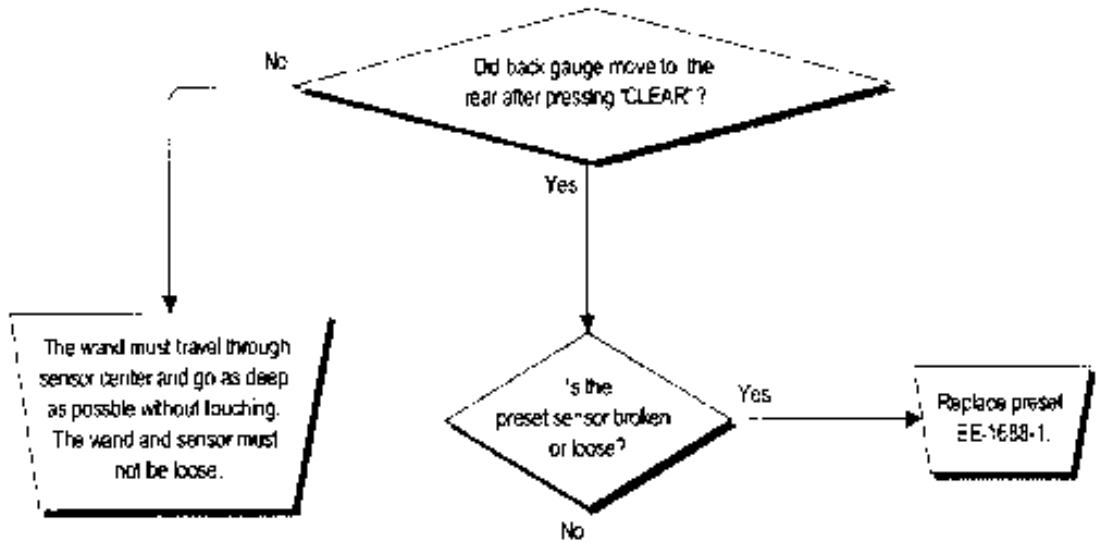 No
Did back gauge move to the
rear after pressing "CLEAR"?
Yes
The wand must travel through
sensor center and go as deep
as possble without touching.
The wand and sensor must
not be loose.
Is the
preset sensor broken
or loose?
Yes
Replace preset
No